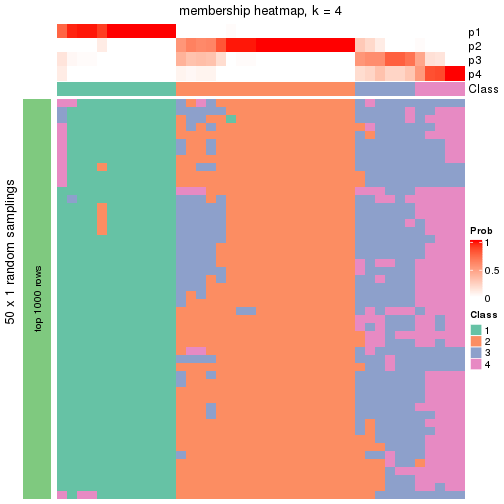 membership heatmap, k = 4
p1
p2
p3
p4
Class
50 x 1 random samplings
top 1000 rows
Prob
1
0.5
0
Class
1
2
3
4